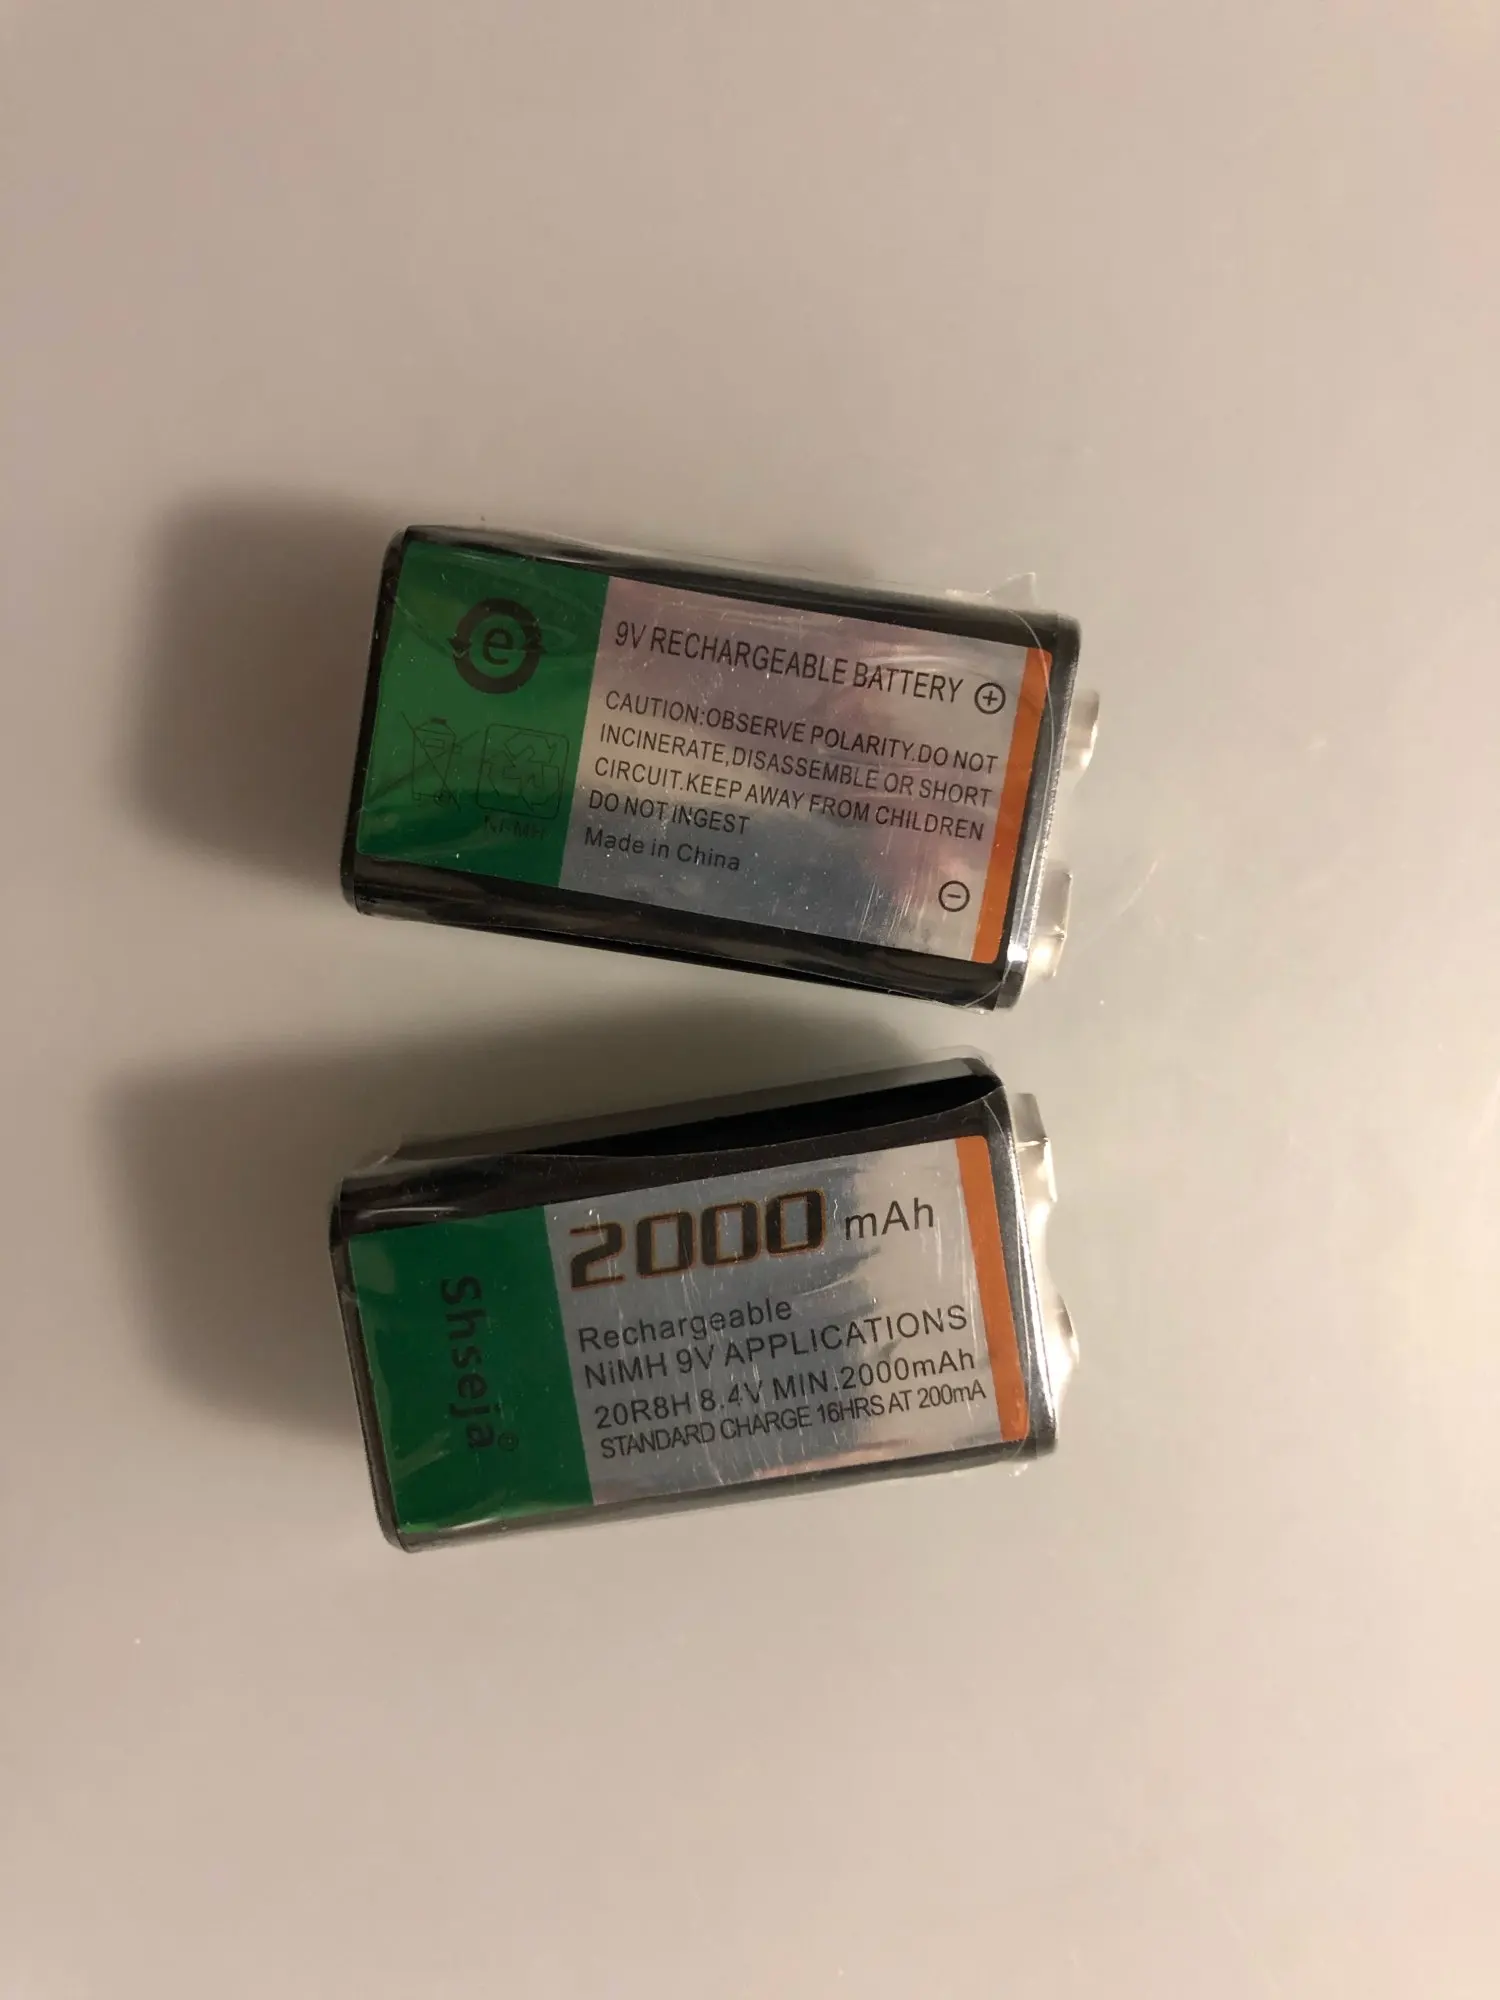 e
9V RECHARGEABLE BATTERY +
CAUTION:OBSERVE POLARITY.DO NOT
INCINERATE,DISASSEMBLE OR SHORT
CIRCUIT.KEEP AWAY FROM CHILDREN
DO NOT INGEST
Made in China
-
Ni-MH
Shseja®
2000 mAh
Rechargeable
NiMH 9V APPLICATIONS
20R8H 8.4V MIN.2000mAh
STANDARD CHARGE 16HRS AT 200mA